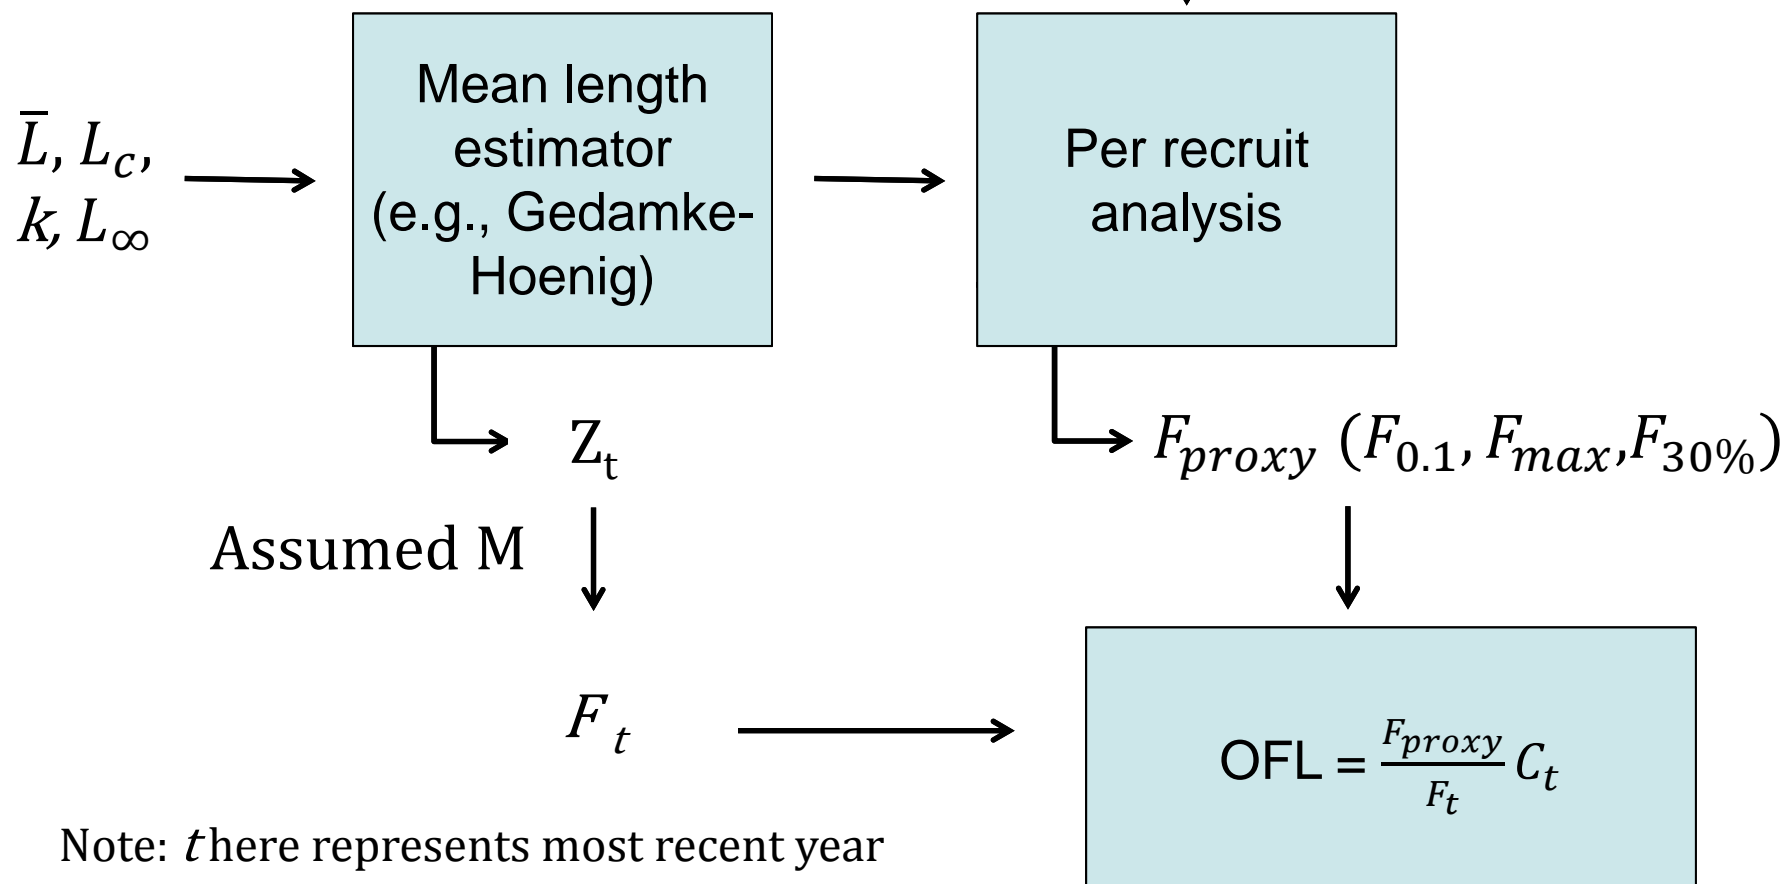 L̄, L_c,
k, L_∞
Mean length
estimator
(e.g., Gedamke-
Hoenig)
Per recruit
analysis
Z_t
F_proxy (F_0.1, F_max,F_30%)
Assumed M
F_t
OFL = F_proxy/F_t C_t
Note: t here represents most recent year